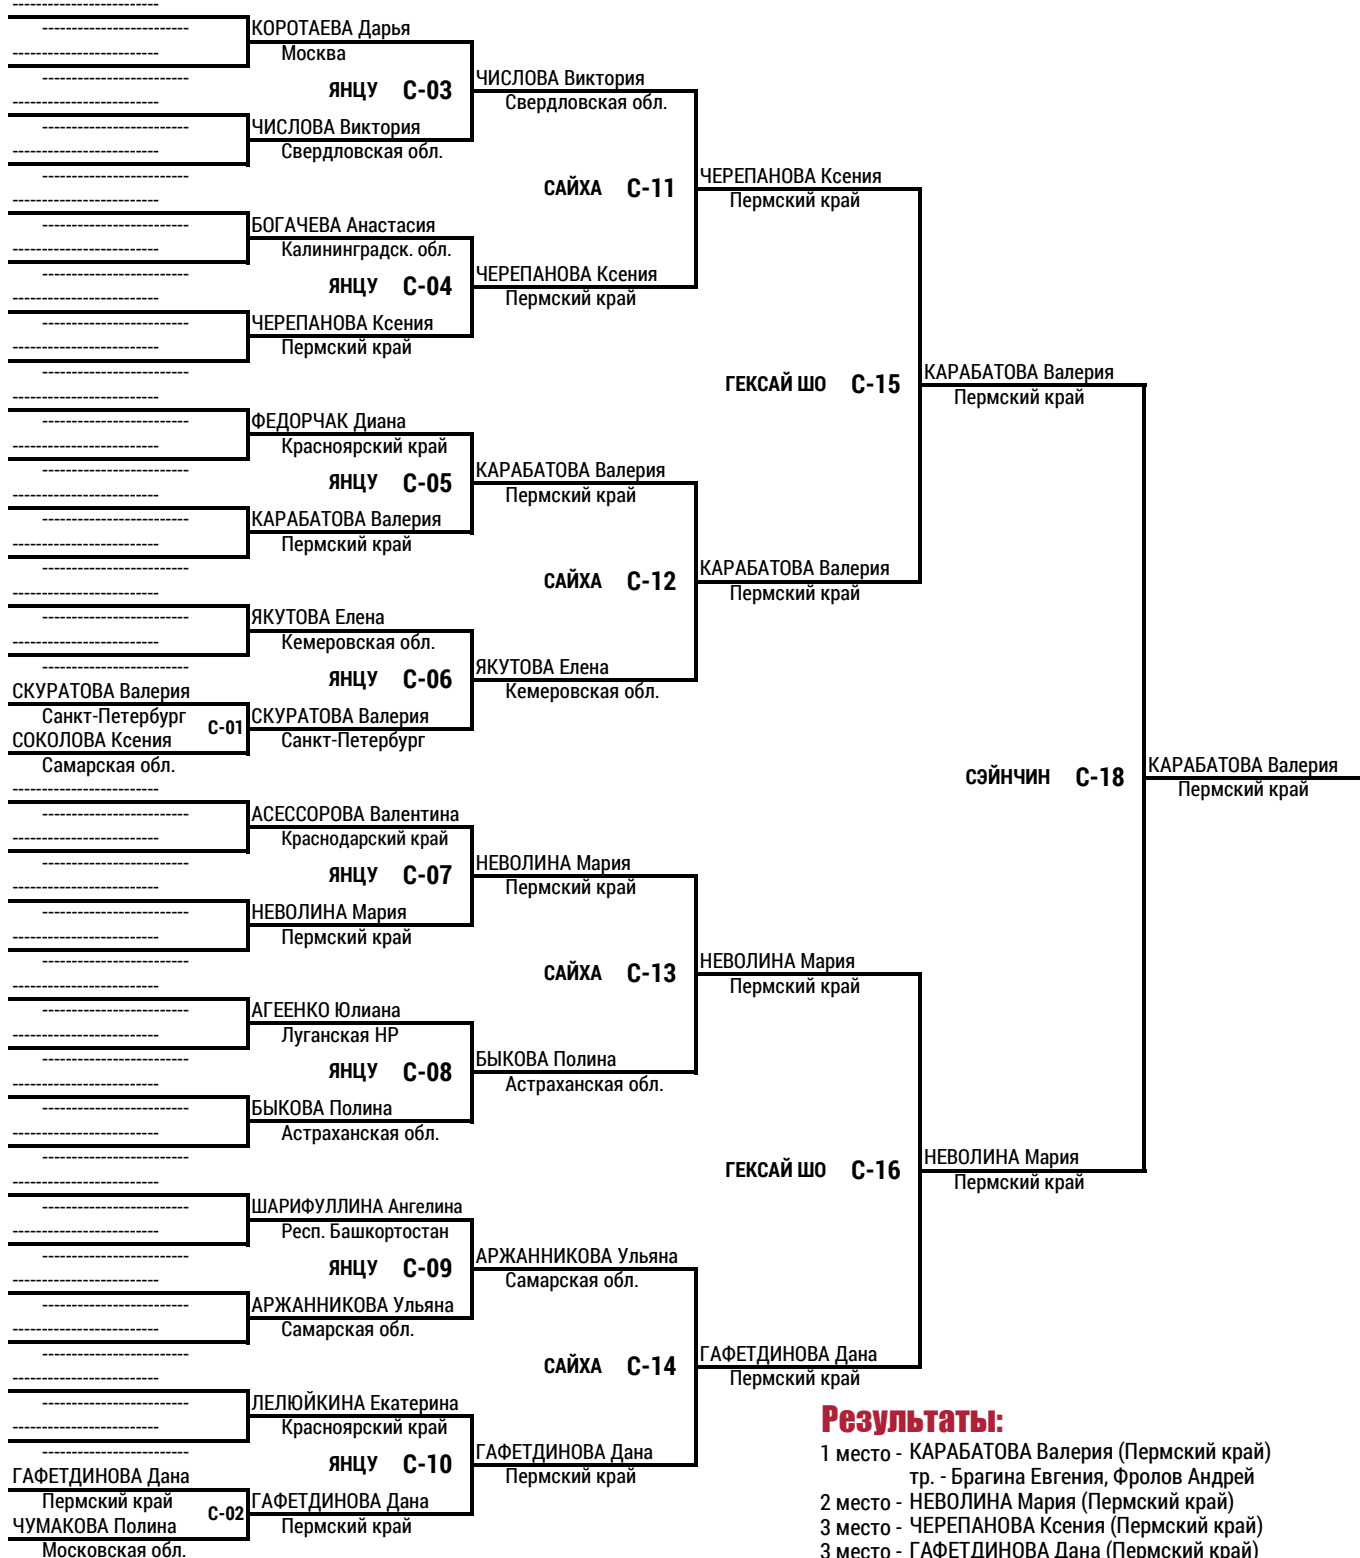 КОРОТАЕВА Дарья
Москва
ЯНЦУ C-03
ЧИСЛОВА Виктория
Свердловская обл.
ЧИСЛОВА Виктория
Свердловская обл.
САЙХА C-11
ЧЕРЕПАНОВА Ксения
Пермский край
БОГАЧЕВА Анастасия
Калининградск. обл.
ЯНЦУ C-04
ЧЕРЕПАНОВА Ксения
Пермский край
ЧЕРЕПАНОВА Ксения
Пермский край
ГЕКСАЙ ШО C-15
КАРАБАТОВА Валерия
Пермский край
ФЕДОРЧАК Диана
Красноярский край
ЯНЦУ C-05
КАРАБАТОВА Валерия
Пермский край
КАРАБАТОВА Валерия
Пермский край
САЙХА C-12
КАРАБАТОВА Валерия
Пермский край
ЯКУТОВА Елена
Кемеровская обл.
ЯНЦУ C-06
ЯКУТОВА Елена
Кемеровская обл.
СКУРАТОВА Валерия
Санкт-Петербург
C-01
СОКОЛОВА Ксения
Самарская обл.
СКУРАТОВА Валерия
Санкт-Петербург
СЭЙНЧИН C-18
КАРАБАТОВА Валерия
Пермский край
АСЕССОРОВА Валентина
Краснодарский край
ЯНЦУ C-07
НЕВОЛИНА Мария
Пермский край
НЕВОЛИНА Мария
Пермский край
САЙХА C-13
НЕВОЛИНА Мария
Пермский край
АГЕЕНКО Юлиана
Луганская НР
ЯНЦУ C-08
БЫКОВА Полина
Астраханская обл.
БЫКОВА Полина
Астраханская обл.
ГЕКСАЙ ШО C-16
НЕВОЛИНА Мария
Пермский край
ШАРИФУЛЛИНА Ангелина
Респ. Башкортостан
ЯНЦУ C-09
АРЖАННИКОВА Ульяна
Самарская обл.
АРЖАННИКОВА Ульяна
Самарская обл.
САЙХА C-14
ГАФЕТДИНОВА Дана
Пермский край
ЛЕЛЮЙКИНА Екатерина
Красноярский край
ЯНЦУ C-10
ГАФЕТДИНОВА Дана
Пермский край
ГАФЕТДИНОВА Дана
Пермский край
C-02
ЧУМАКОВА Полина
Московская обл.
ГАФЕТДИНОВА Дана
Пермский край
Результаты:
1 место - КАРАБАТОВА Валерия (Пермский край)
тр. - Брагина Евгения, Фролов Андрей
2 место - НЕВОЛИНА Мария (Пермский край)
3 место - ЧЕРЕПАНОВА Ксения (Пермский край)
3 место - ГАФЕТДИНОВА Дана (Пермский край)